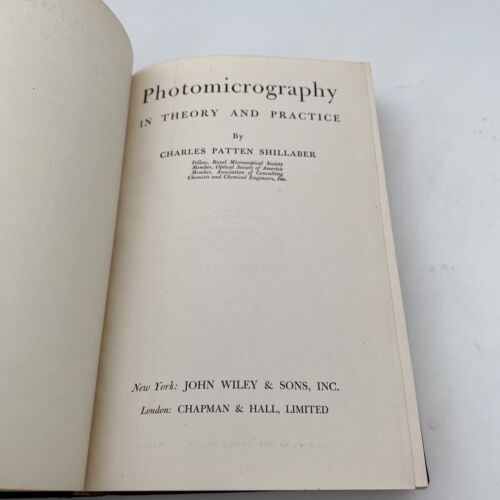 Photomicrography
IN THEORY AND PRACTICE
By
CHARLES PATTEN SHILLABER
Fellow, Royal Microscopical Society
Member, Optical Society of America
Member, Association of Consulting
Chemists and Chemical Engineers, Inc.
New York: JOHN WILEY & SONS, INC.
London: CHAPMAN & HALL, LIMITED